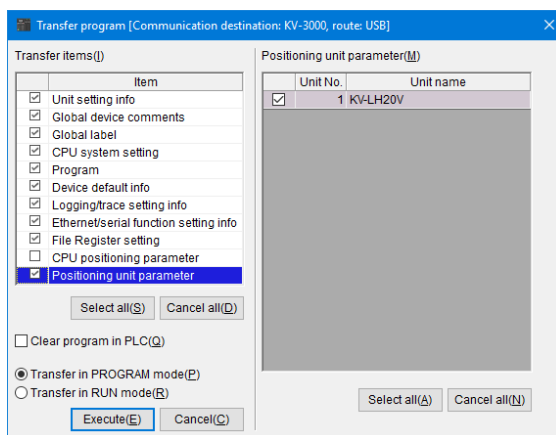 Transfer program [Communication destination: KV-3000, route: USB]
Transfer items(I)
Item
Unit setting info
Global device comments
Global label
CPU system setting
Program
Device default info
Logging/trace setting info
Ethernet/serial function setting info
File Register setting
CPU positioning parameter
Positioning unit parameter
Select all(S) Cancel all(D)
Clear program in PLC(Q)
Transfer in PROGRAM mode(P)
Transfer in RUN mode(R)
Execute(E) Cancel(C)
Positioning unit parameter(M)
Unit No. Unit name
1 KV-LH20V
Select all(A) Cancel all(N)